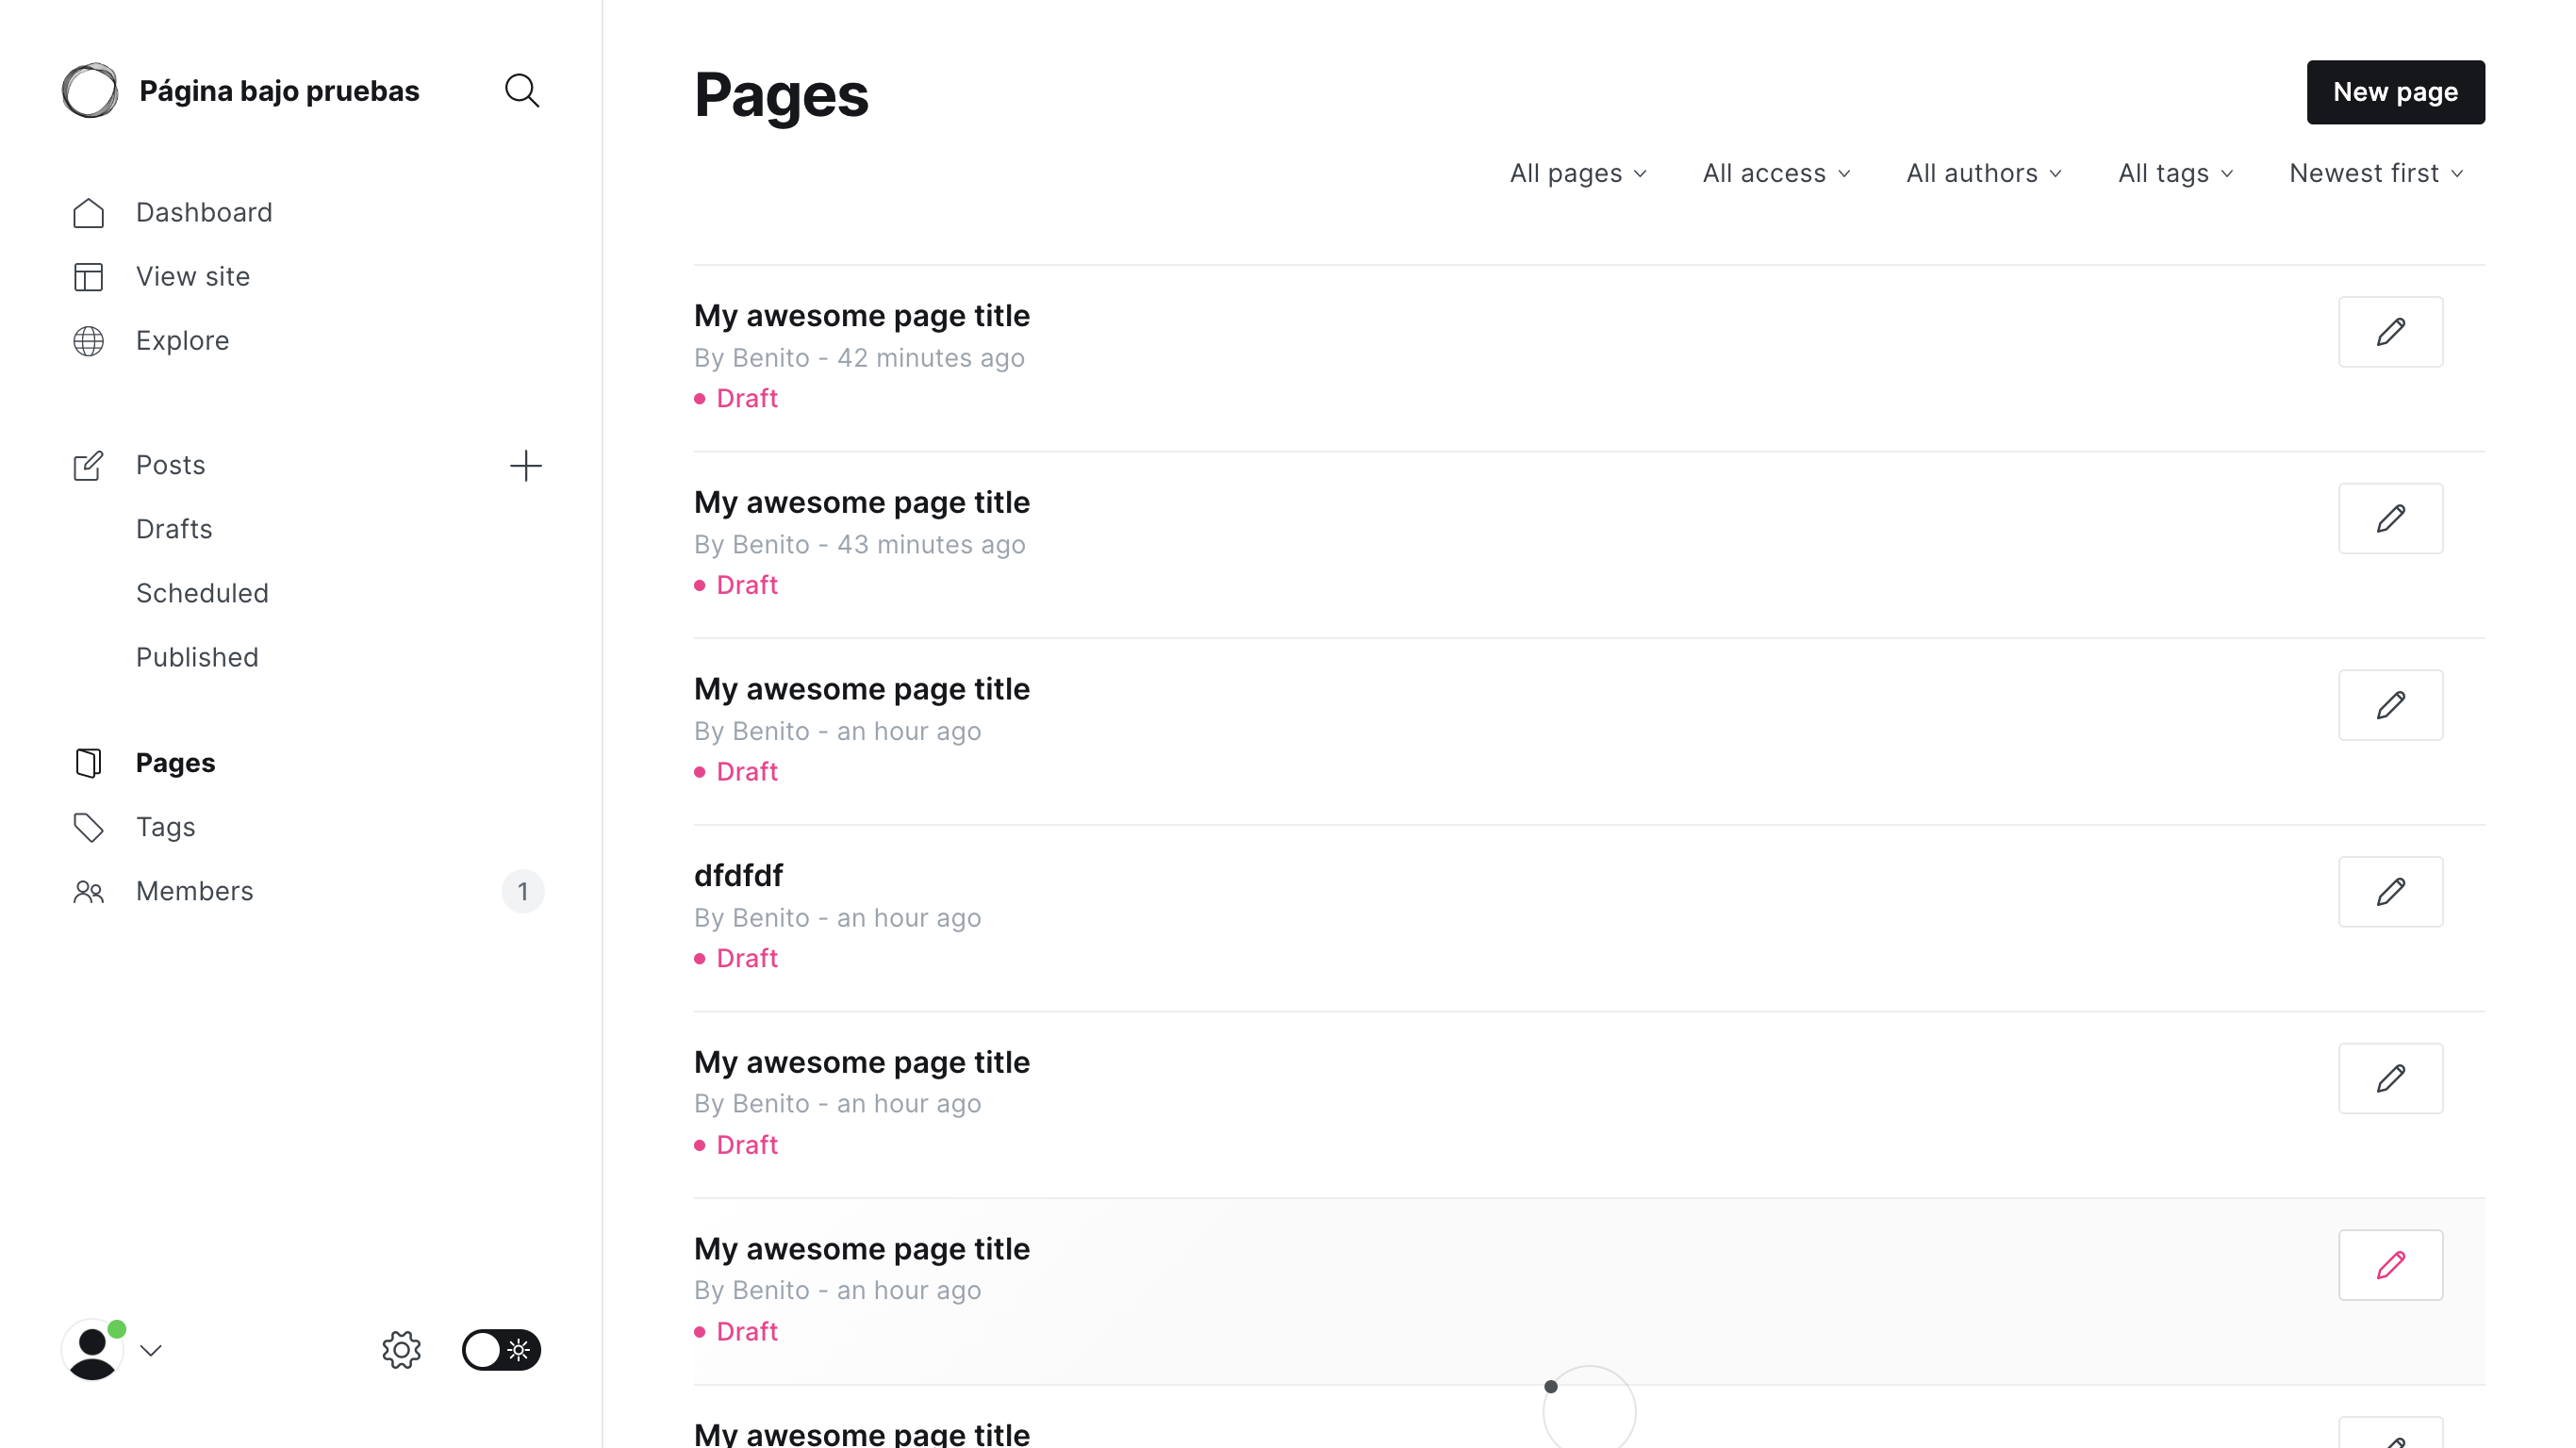 Página bajo pruebas
Dashboard
View site
Explore
Posts
Drafts
Scheduled
Published
Pages
Tags
Members
1
Pages
New page
All pages
All access
All authors
All tags
Newest first
My awesome page title
By Benito - 42 minutes ago
Draft
My awesome page title
By Benito - 43 minutes ago
Draft
My awesome page title
By Benito - an hour ago
Draft
dfdfdf
By Benito - an hour ago
Draft
My awesome page title
By Benito - an hour ago
Draft
My awesome page title
By Benito - an hour ago
Draft
My awesome page title